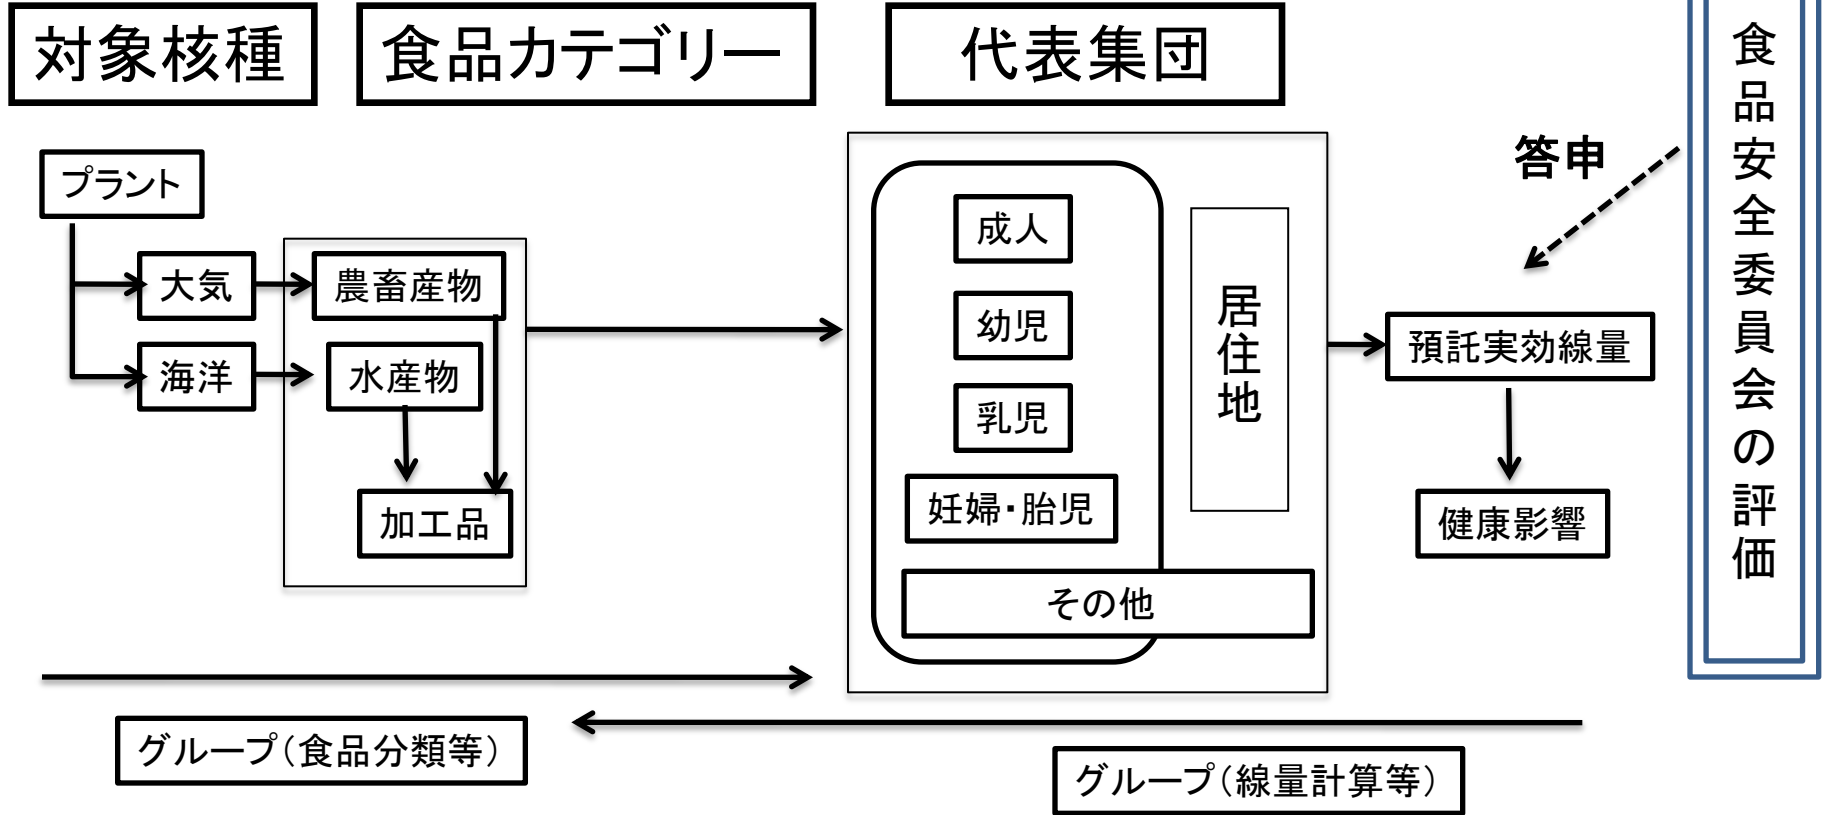 対象核種
食品カテゴリー
代表集団
プラント
大気
海洋
農畜産物
水産物
加工品
成人
幼児
乳児
妊婦・胎児
その他
居住地
答申
預託実効線量
健康影響
食品安全委員会の評価
グループ（食品分類等）
グループ（線量計算等）